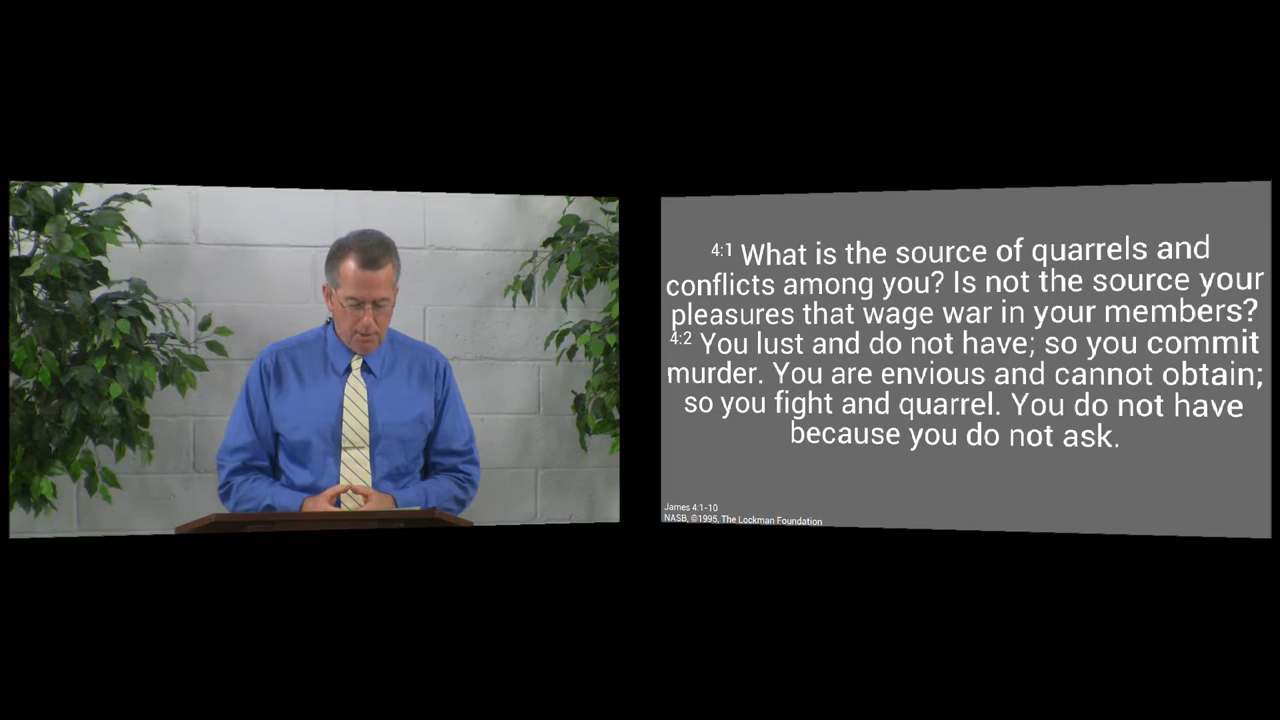 4:1 What is the source of quarrels and
conflicts among you? Is not the source your
pleasures that wage war in your members?
4:2 You lust and do not have; so you commit
murder. You are envious and cannot obtain;
so you fight and quarrel. You do not have
because you do not ask.
James 4:1-10
NASB, ©1995, The Lockman Foundation